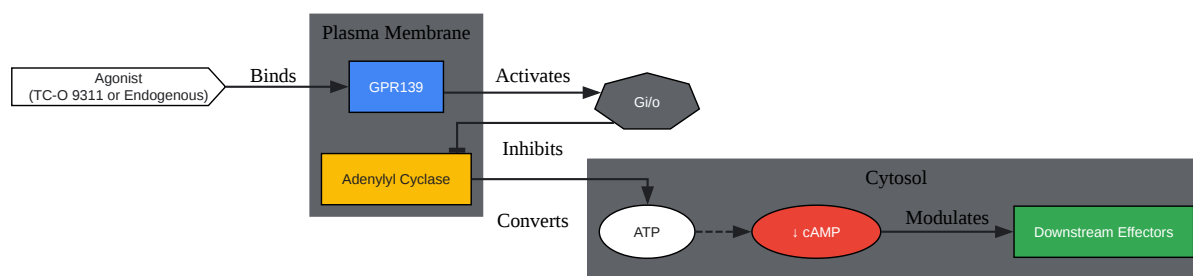 Plasma Membrane
Agonist
(TC-O 9311 or Endogenous)
Binds
GPR139
Activates
Gi/o
Inhibits
Adenylyl Cyclase
Converts
Cytosol
ATP
↓ cAMP
Modulates
Downstream Effectors